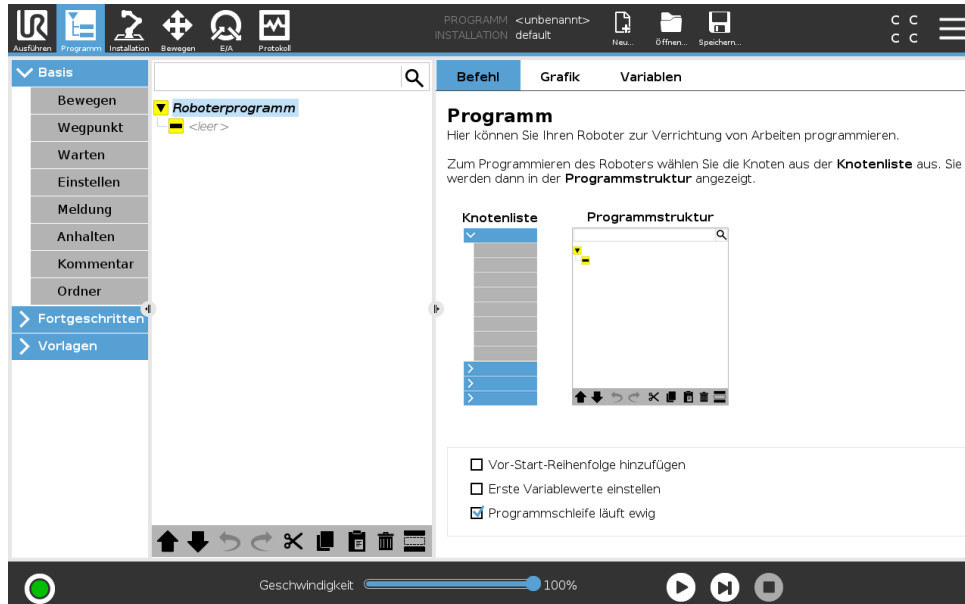 UR
Ausführen Programm Installation Bewegen E/A Protokoll
PROGRAMM <unbenannt>
INSTALLATION default
Neu... Öffnen... Speichern...
C C
C C
Basis
Bewegen
Wegpunkt
Warten
Einstellen
Meldung
Anhalten
Kommentar
Ordner
Fortgeschritten
Vorlagen
Roboterprogramm
<leer>
Befehl Grafik Variablen
Programm
Hier können Sie Ihren Roboter zur Verrichtung von Arbeiten programmieren.
Zum Programmieren des Roboters wählen Sie die Knoten aus der Knotenliste aus. Sie
werden dann in der Programmstruktur angezeigt.
Knotenliste Programmstruktur
Vor-Start-Reihenfolge hinzufügen
Erste Variablewerte einstellen
Programmschleife läuft ewig
Geschwindigkeit 100%